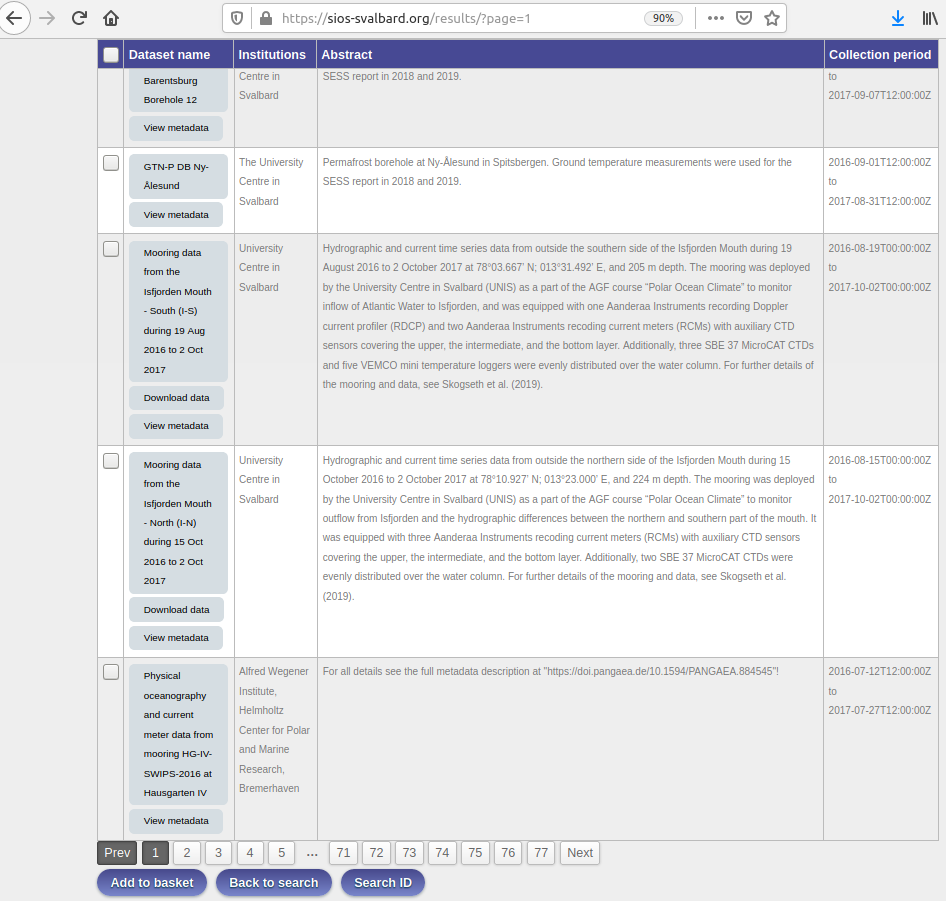 https://sios-svalbard.org/results/?page=1
90%
Dataset name
Institutions
Abstract
Collection period
Barentsburg
Borehole 12
View metadata
Centre in
Svalbard
SESS report in 2018 and 2019.
to
2017-09-07T12:00:00Z
GTN-P DB Ny-
Ålesund
View metadata
The University
Centre in
Svalbard
Permafrost borehole at Ny-Ålesund in Spitsbergen. Ground temperature measurements were used for the
SESS report in 2018 and 2019.
2016-09-01T12:00:00Z
to
2017-08-31T12:00:00Z
Mooring data
from the
Isfjorden Mouth
- South (I-S)
during 19 Aug
2016 to 2 Oct
2017
Download data
View metadata
University
Centre in
Svalbard
Hydrographic and current time series data from outside the southern side of the Isfjorden Mouth during 19
August 2016 to 2 October 2017 at 78°03.667' N; 013°31.492' E, and 205 m depth. The mooring was deployed
by the University Centre in Svalbard (UNIS) as a part of the AGF course “Polar Ocean Climate” to monitor
inflow of Atlantic Water to Isfjorden, and was equipped with one Aanderaa Instruments recording Doppler
current profiler (RDCP) and two Aanderaa Instruments recoding current meters (RCMs) with auxiliary CTD
sensors covering the upper, the intermediate, and the bottom layer. Additionally, three SBE 37 MicroCAT CTDs
and five VEMCO mini temperature loggers were evenly distributed over the water column. For further details of
the mooring and data, see Skogseth et al. (2019).
2016-08-19T00:00:00Z
to
2017-10-02T00:00:00Z
Mooring data
from the
Isfjorden Mouth
- North (I-N)
during 15 Oct
2016 to 2 Oct
2017
Download data
View metadata
University
Centre in
Svalbard
Hydrographic and current time series data from outside the northern side of the Isfjorden Mouth during 15
October 2016 to 2 October 2017 at 78°10.927' N; 013°23.000' E, and 224 m depth. The mooring was deployed
by the University Centre in Svalbard (UNIS) as a part of the AGF course “Polar Ocean Climate” to monitor
outflow from Isfjorden and the hydrographic differences between the northern and southern part of the mouth. It
was equipped with three Aanderaa Instruments recoding current meters (RCMs) with auxiliary CTD sensors
covering the upper, the intermediate, and the bottom layer. Additionally, two SBE 37 MicroCAT CTDs were
evenly distributed over the water column. For further details of the mooring and data, see Skogseth et al.
(2019).
2016-08-15T00:00:00Z
to
2017-10-02T00:00:00Z
Physical
oceanography
and current
meter data from
mooring HG-IV-
SWIPS-2016 at
Hausgarten IV
View metadata
Alfred Wegener
Institute,
Helmholtz
Center for Polar
and Marine
Research,
Bremerhaven
For all details see the full metadata description at "https://doi.pangaea.de/10.1594/PANGAEA.884545"!
2016-07-12T12:00:00Z
to
2017-07-27T12:00:00Z
Prev 1 2 3 4 5 ... 71 72 73 74 75 76 77 Next
Add to basket
Back to search
Search ID